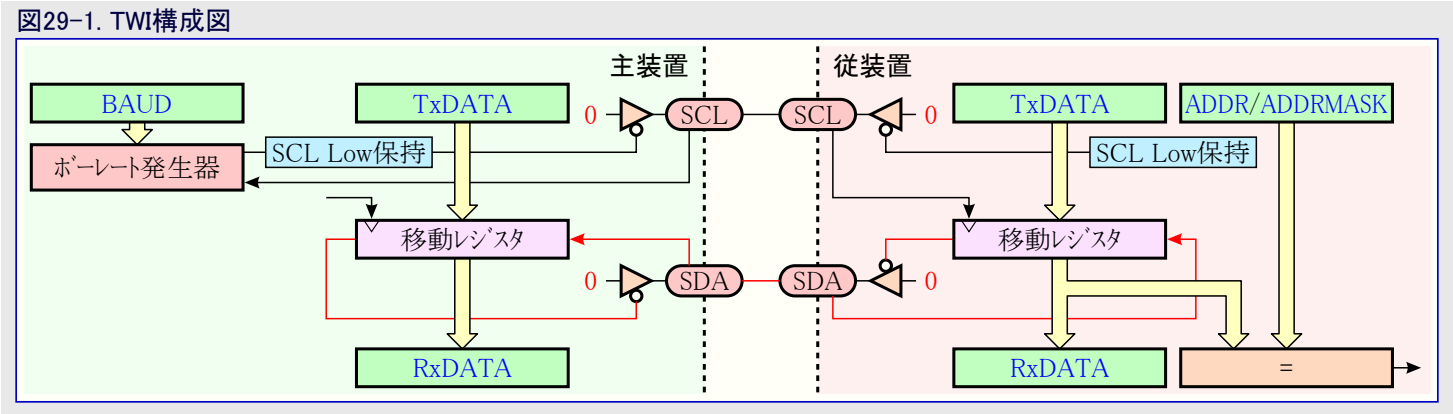 図29-1. TWI構成図
主装置
従装置
BAUD
TxDATA
0
SCL
SCL
0
TxDATA
ADDR/ADDRMASK
ボーレート発生器
SCL Low保持
SCL Low保持
移動レジスタ
移動レジスタ
0
SDA
SDA
0
RxDATA
RxDATA
=